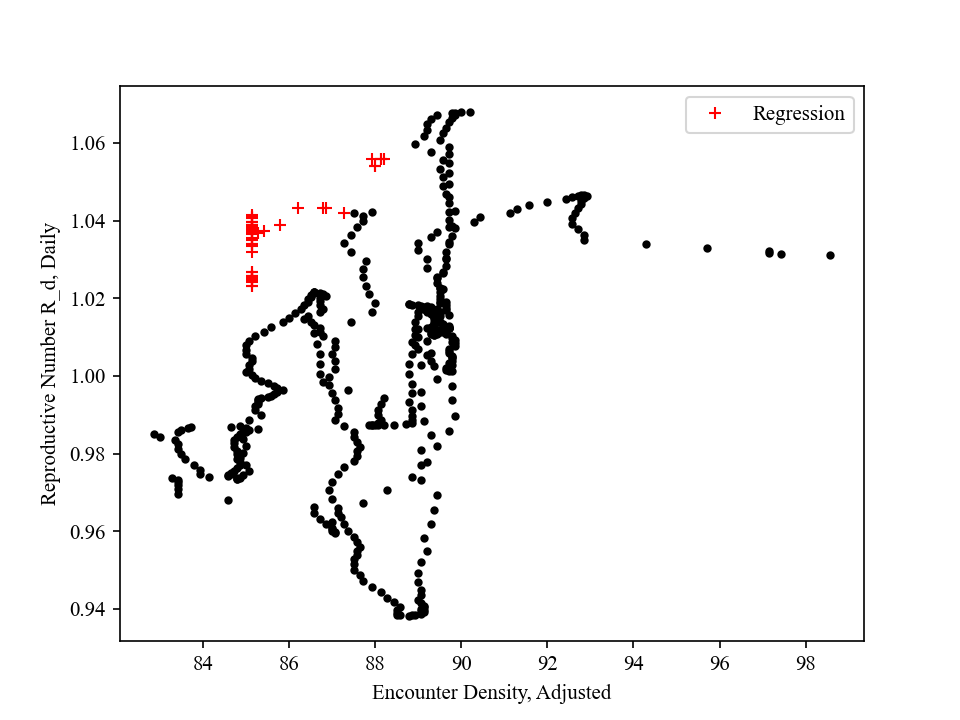 Regression
1.06
1.04
1.02
1.00
0.98
0.96
0.94
Reproductive Number R_d, Daily
84 86 88 90 92 94 96 98
Encounter Density, Adjusted